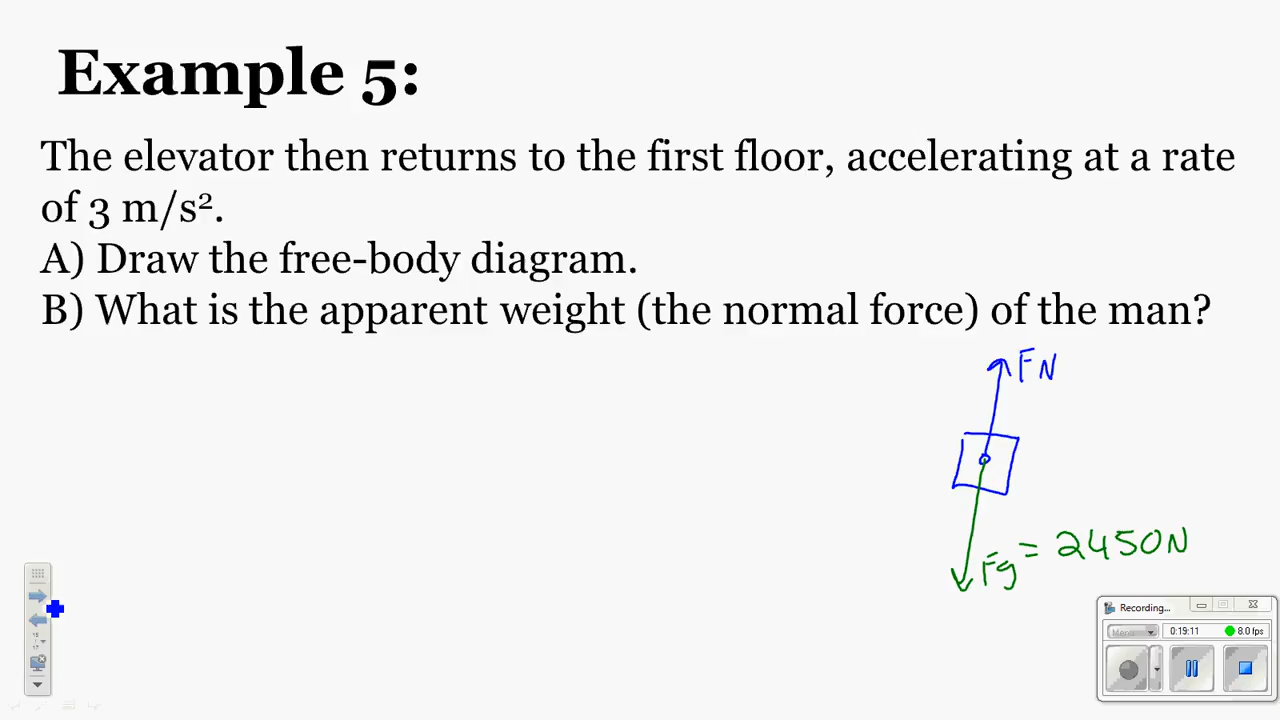 Example 5:
The elevator then returns to the first floor, accelerating at a rate
of 3 m/s².
A) Draw the free-body diagram.
B) What is the apparent weight (the normal force) of the man?
FN
Fg = 2450N
Recording...
Menu
0:19:11
8.0 fps